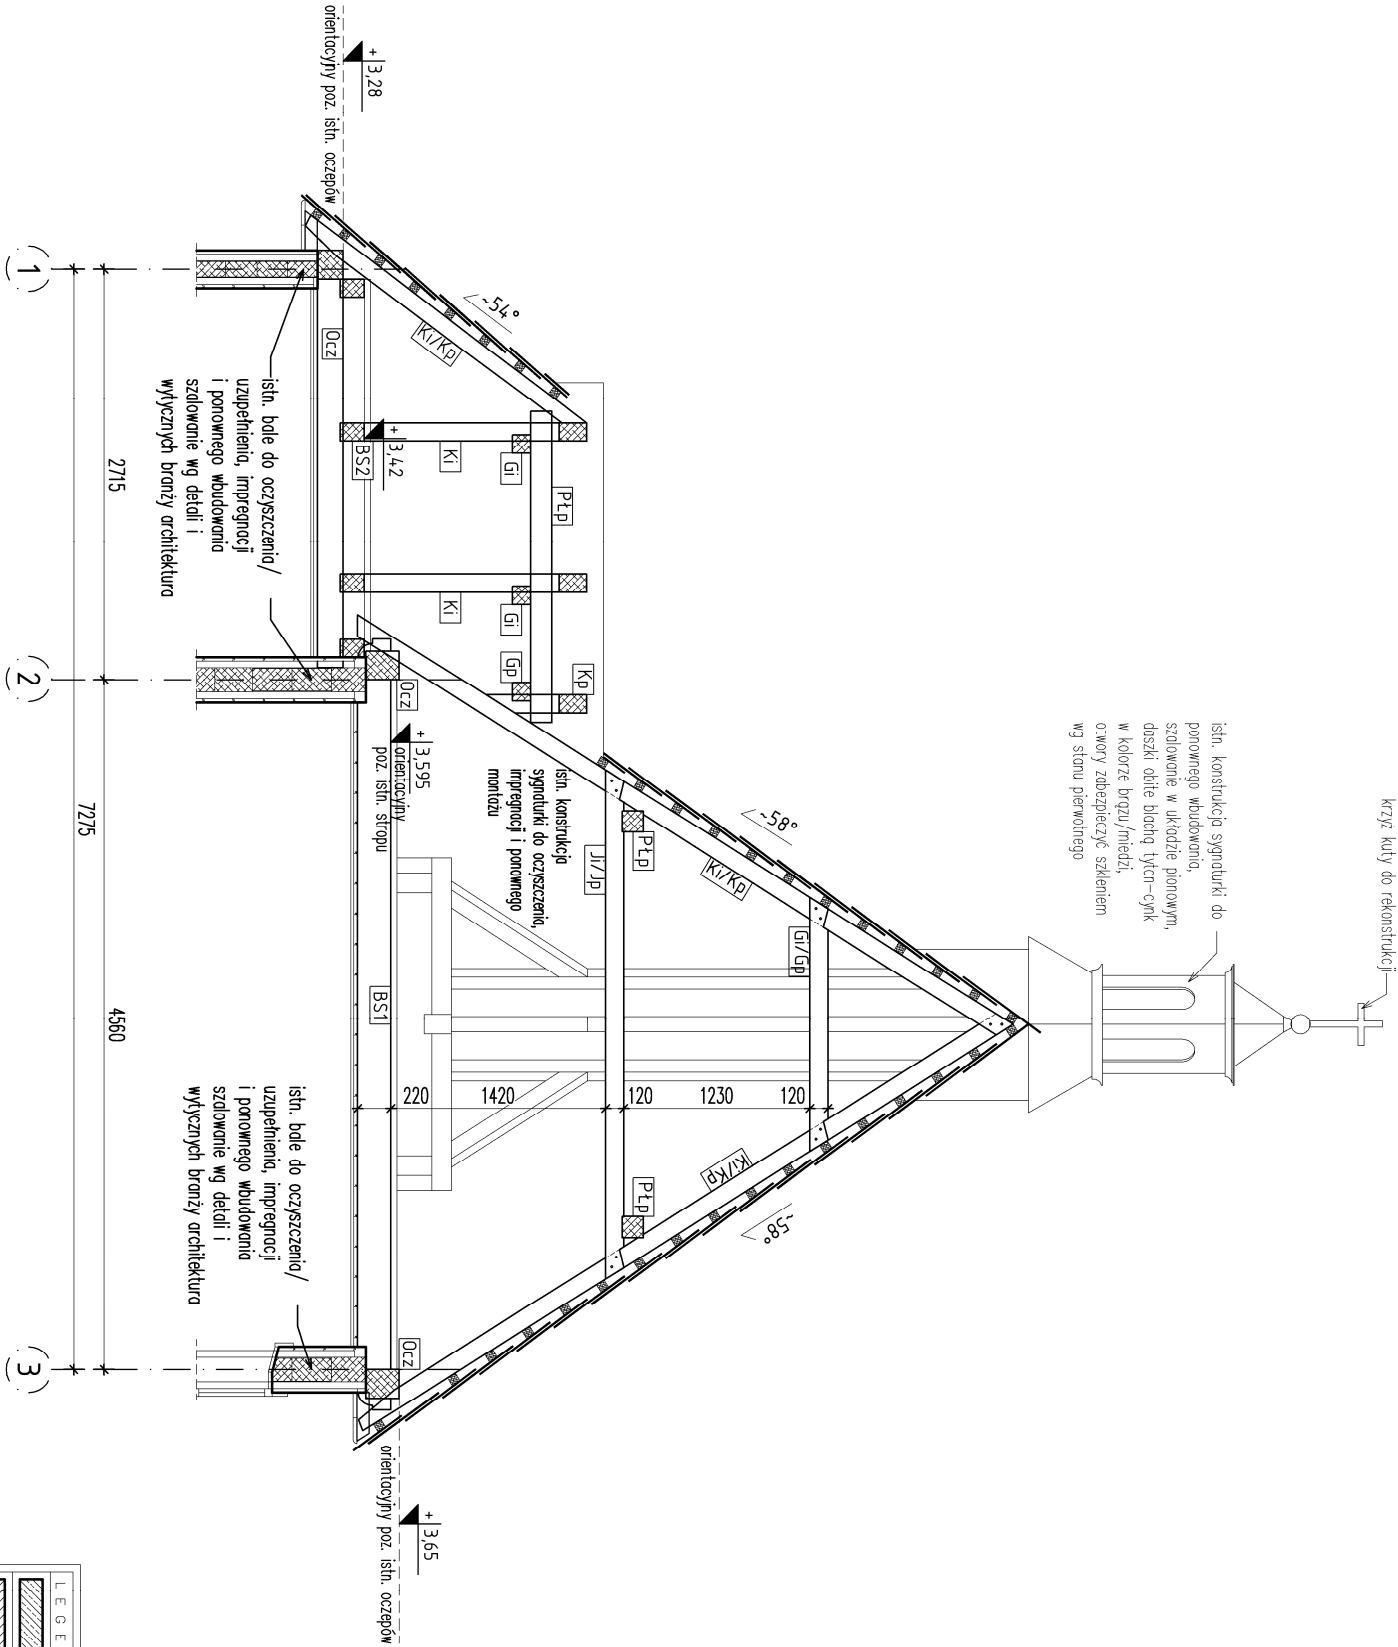 krzyż kuty do rekonstrukcji
istn. konstrukcja sygnaturki do
ponownego wbudowania,
szalowanie w układzie pionowym,
daszki obite blachą tytan-cynk
w kolorze brązu/miedzi,
otwory zabezpieczyć szkleniem
wg stanu pierwotnego
~58°
~58°
Ki/Kp
Ki/Kp
Gi/Gp
120
1230
120
1420
220
PŁp
PŁp
Ji/Jp
istn. konstrukcja
sygnaturki do oczyszczenia,
impregnacji i ponownego
montażu
~54°
Ki/Kp
Kp
PŁp
Gi
Gi
Gp
Ki
Ki
+3,42
BS2
Ocz
+3,28
orientacyjny poz. istn. oczepów
Ocz
+3,595
orientacyjny
poz. istn. stropu
BS1
Ocz
+3,65
orientacyjny poz. istn. oczepów
istn. bale do oczyszczenia/
uzupełnienia, impregnacji
i ponownego wbudowania
szalowanie wg detali i
wytycznych branży architektura
istn. bale do oczyszczenia/
uzupełnienia, impregnacji
i ponownego wbudowania
szalowanie wg detali i
wytycznych branży architektura
2715
4560
7275
1
2
3
LEGE